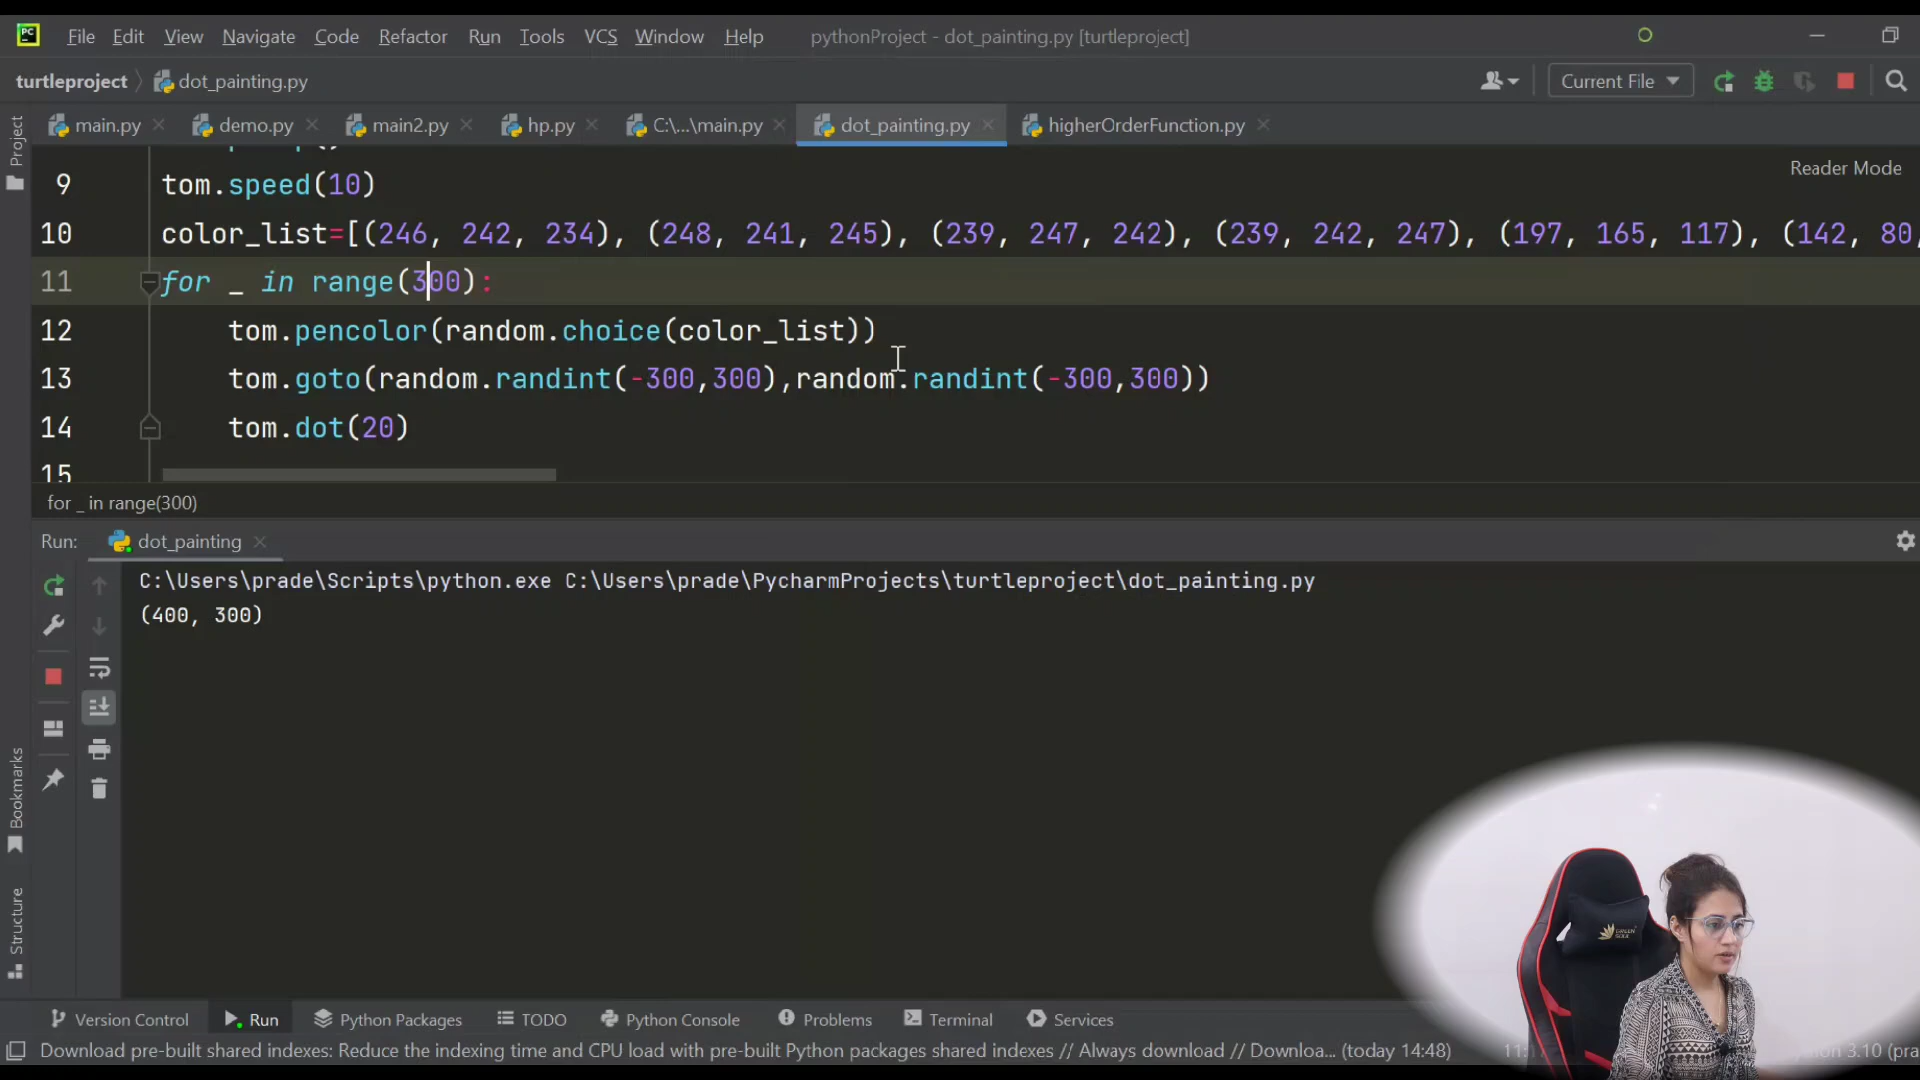 PC File Edit View Navigate Code Refactor Run Tools VCS Window Help pythonProject - dot_painting.py [turtleproject]
turtleproject dot_painting.py Current File
main.py demo.py main2.py hp.py C:\...\main.py dot_painting.py higherOrderFunction.py
Project
Reader Mode
9 tom.speed(10)
10 color_list=[(246, 242, 234), (248, 241, 245), (239, 247, 242), (239, 242, 247), (197, 165, 117), (142, 80,
11 for _ in range(300):
12 tom.pencolor(random.choice(color_list))
13 tom.goto(random.randint(-300,300),random.randint(-300,300))
14 tom.dot(20)
15
for _ in range(300)
Run: dot_painting
C:\Users\prade\Scripts\python.exe C:\Users\prade\PycharmProjects\turtleproject\dot_painting.py
(400, 300)
Bookmarks
Structure
GREEN SOUL
Version Control Run Python Packages TODO Python Console Problems Terminal Services
Download pre-built shared indexes: Reduce the indexing time and CPU load with pre-built Python packages shared indexes // Always download // Downloa... (today 14:48) 3.10 (pra